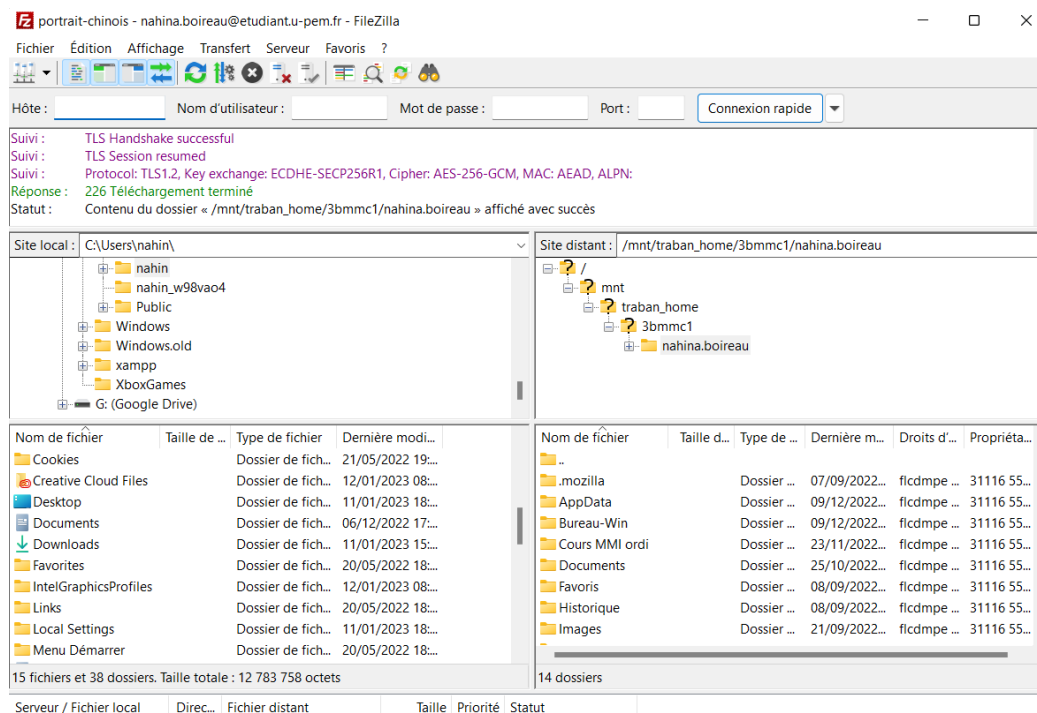 portrait-chinois - nahina.boireau@etudiant.u-pem.fr - FileZilla
Fichier Édition Affichage Transfert Serveur Favoris ?
Hôte : Nom d'utilisateur : Mot de passe : Port : Connexion rapide
Suivi : TLS Handshake successful
Suivi : TLS Session resumed
Suivi : Protocol: TLS1.2, Key exchange: ECDHE-SECP256R1, Cipher: AES-256-GCM, MAC: AEAD, ALPN:
Réponse : 226 Téléchargement terminé
Statut : Contenu du dossier « /mnt/traban_home/3bmmc1/nahina.boireau » affiché avec succès
Site local : C:\Users\nahin\
nahin
nahin_w98vao4
Public
Windows
Windows.old
xampp
XboxGames
G: (Google Drive)
Site distant : /mnt/traban_home/3bmmc1/nahina.boireau
/
mnt
traban_home
3bmmc1
nahina.boireau
Nom de fichier Taille de ... Type de fichier Dernière modi...
Cookies Dossier de fich... 21/05/2022 19:...
Creative Cloud Files Dossier de fich... 12/01/2023 08:...
Desktop Dossier de fich... 11/01/2023 18:...
Documents Dossier de fich... 06/12/2022 17:...
Downloads Dossier de fich... 11/01/2023 15:...
Favorites Dossier de fich... 20/05/2022 18:...
IntelGraphicsProfiles Dossier de fich... 12/01/2023 08:...
Links Dossier de fich... 20/05/2022 18:...
Local Settings Dossier de fich... 11/01/2023 18:...
Menu Démarrer Dossier de fich... 20/05/2022 18:...
15 fichiers et 38 dossiers. Taille totale : 12 783 758 octets
Nom de fichier Taille d... Type de ... Dernière m... Droits d'... Propriéta...
..
.mozilla Dossier ... 07/09/2022... flcdmpe ... 31116 55...
AppData Dossier ... 09/12/2022... flcdmpe ... 31116 55...
Bureau-Win Dossier ... 09/12/2022... flcdmpe ... 31116 55...
Cours MMI ordi Dossier ... 23/11/2022... flcdmpe ... 31116 55...
Documents Dossier ... 25/10/2022... flcdmpe ... 31116 55...
Favoris Dossier ... 08/09/2022... flcdmpe ... 31116 55...
Historique Dossier ... 08/09/2022... flcdmpe ... 31116 55...
Images Dossier ... 21/09/2022... flcdmpe ... 31116 55...
14 dossiers
Serveur / Fichier local Direc... Fichier distant Taille Priorité Statut